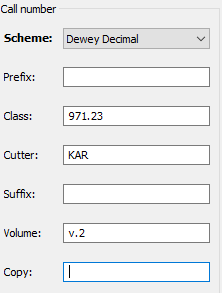 Call number
Scheme: Dewey Decimal
Prefix:
Class: 971.23
Cutter: KAR
Suffix:
Volume: v.2
Copy: